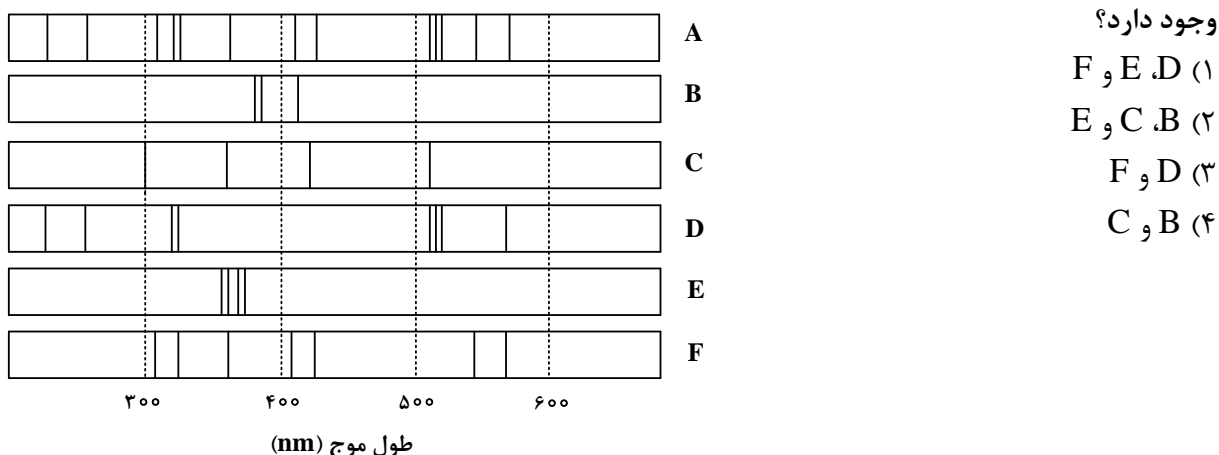 وجود دارد؟
۱) D، E و F
۲) B، C و E
۳) D و F
۴) B و C
A
B
C
D
E
F
۳۰۰ ۴۰۰ ۵۰۰ ۶۰۰
طول موج (nm)